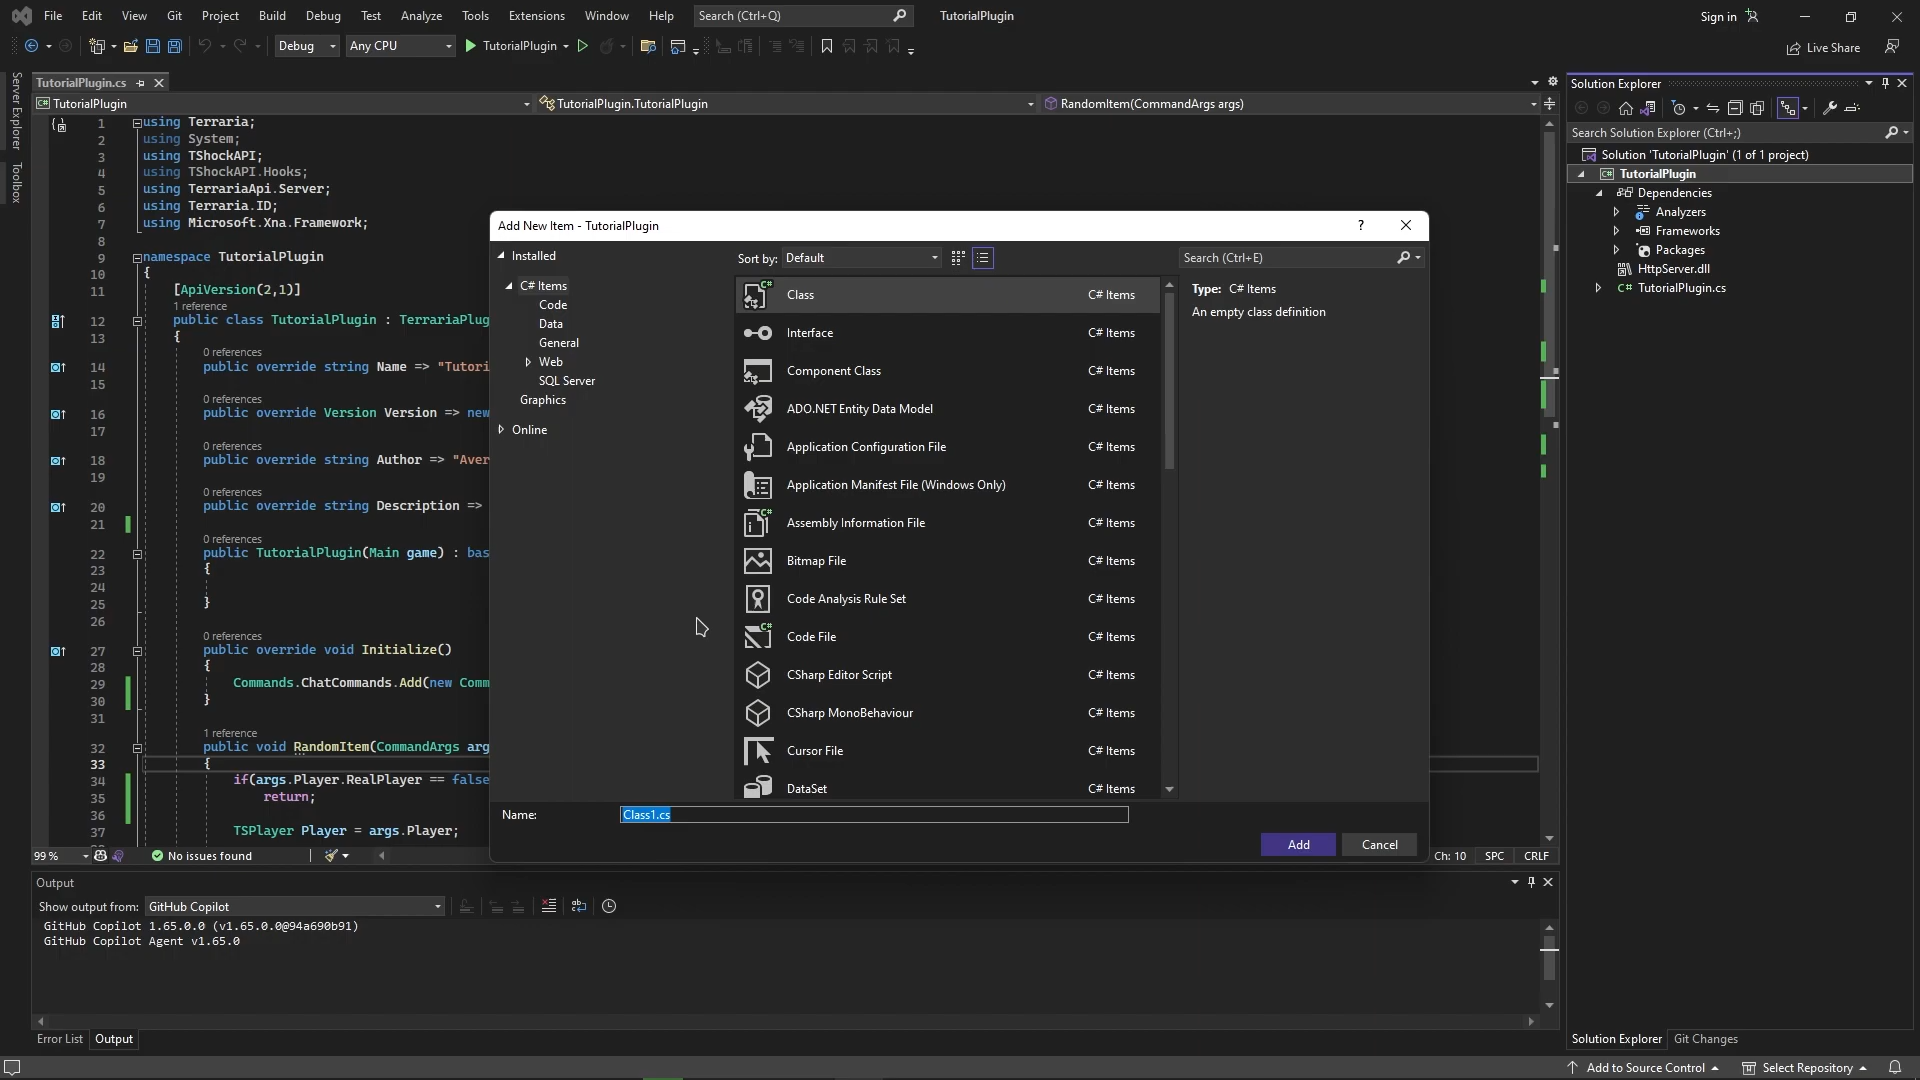 File Edit View Git Project Build Debug Test Analyze Tools Extensions Window Help Search (Ctrl+Q) TutorialPlugin Sign in
Debug Any CPU TutorialPlugin Live Share
Server Explorer
Toolbox
TutorialPlugin.cs
TutorialPlugin TutorialPlugin.TutorialPlugin RandomItem(CommandArgs args)
1 using Terraria;
2 using System;
3 using TShockAPI;
4 using TShockAPI.Hooks;
5 using TerrariaApi.Server;
6 using Terraria.ID;
7 using Microsoft.Xna.Framework;
8
9 namespace TutorialPlugin
10 {
11 [ApiVersion(2,1)]
1 reference
12 public class TutorialPlugin : TerrariaPlug
13 {
0 references
14 public override string Name => "Tutori
15
0 references
16 public override Version Version => new
17
0 references
18 public override string Author => "Aver
19
0 references
20 public override string Description =>
21
0 references
22 public TutorialPlugin(Main game) : bas
23 {
24
25 }
26
0 references
27 public override void Initialize()
28 {
29 Commands.ChatCommands.Add(new Comm
30 }
31
1 reference
32 public void RandomItem(CommandArgs arg
33 {
34 if(args.Player.RealPlayer == false
35 return;
36
37 TSPlayer Player = args.Player;
99 % No issues found Ch: 10 SPC CRLF
Add New Item - TutorialPlugin ?
Installed
C# Items
Code
Data
General
Web
SQL Server
Graphics
Online
Sort by: Default
Search (Ctrl+E)
Class C# Items
Interface C# Items
Component Class C# Items
ADO.NET Entity Data Model C# Items
Application Configuration File C# Items
Application Manifest File (Windows Only) C# Items
Assembly Information File C# Items
Bitmap File C# Items
Code Analysis Rule Set C# Items
Code File C# Items
CSharp Editor Script C# Items
CSharp MonoBehaviour C# Items
Cursor File C# Items
DataSet C# Items
Type: C# Items
An empty class definition
Name: Class1.cs
Add Cancel
Solution Explorer
Search Solution Explorer (Ctrl+;)
Solution 'TutorialPlugin' (1 of 1 project)
C# TutorialPlugin
Dependencies
Analyzers
Frameworks
Packages
HttpServer.dll
C# TutorialPlugin.cs
Output
Show output from: GitHub Copilot
GitHub Copilot 1.65.0.0 (v1.65.0.0@94a690b91)
GitHub Copilot Agent v1.65.0
Error List Output
Solution Explorer Git Changes
Add to Source Control Select Repository